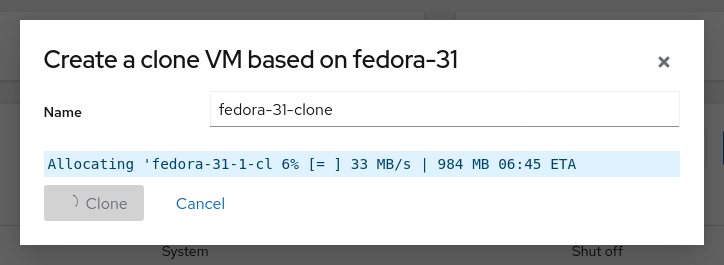 Create a clone VM based on fedora-31
×
Name
fedora-31-clone
Allocating 'fedora-31-1-cl 6% [= ] 33 MB/s | 984 MB 06:45 ETA
Clone
Cancel
System
Shut off